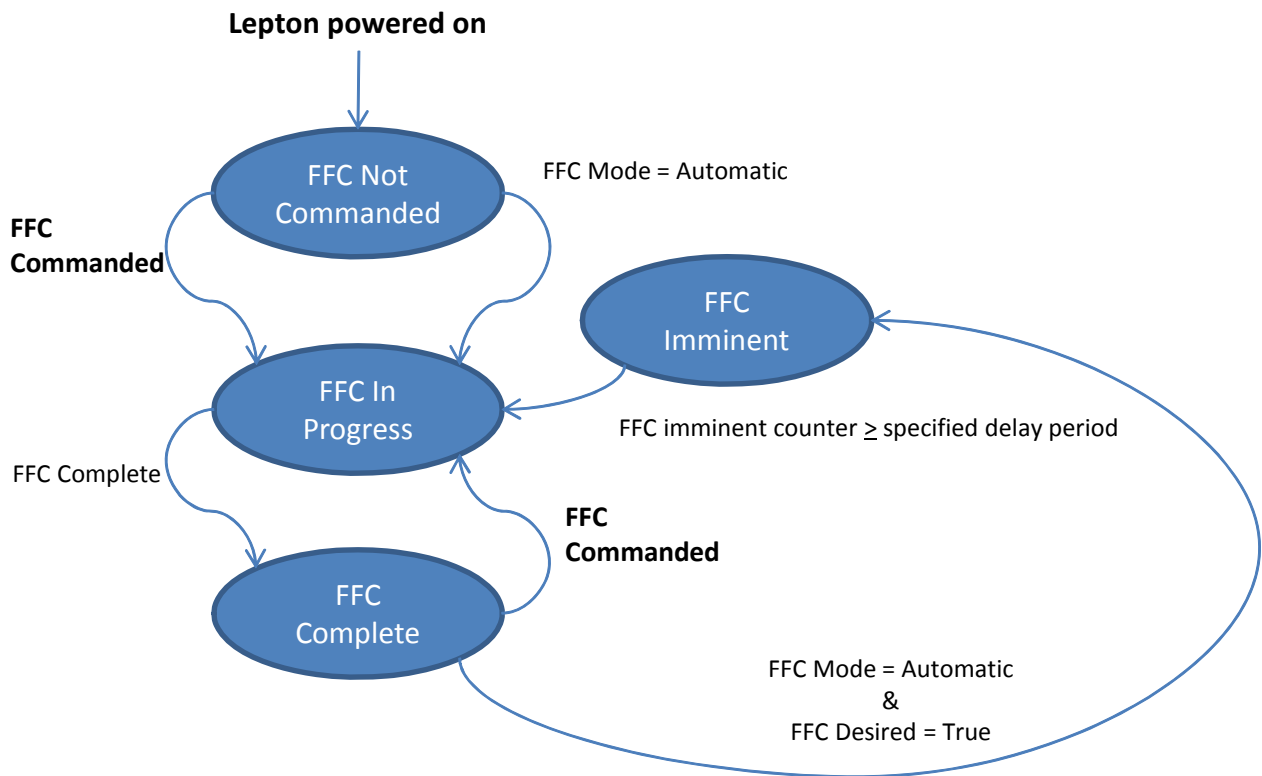 Lepton powered on
FFC Not
Commanded
FFC Mode = Automatic
FFC
Commanded
FFC
Imminent
FFC In
Progress
FFC imminent counter ≥ specified delay period
FFC Complete
FFC
Commanded
FFC
Complete
FFC Mode = Automatic
&
FFC Desired = True